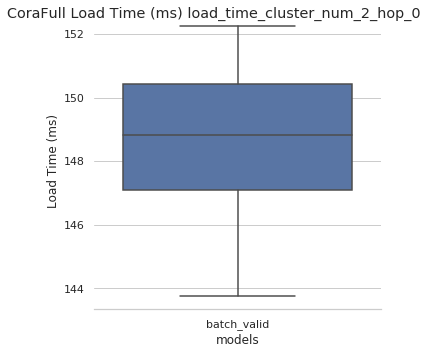 CoraFull Load Time (ms) load_time_cluster_num_2_hop_0
152
150
148
146
144
Load Time (ms)
batch_valid
models